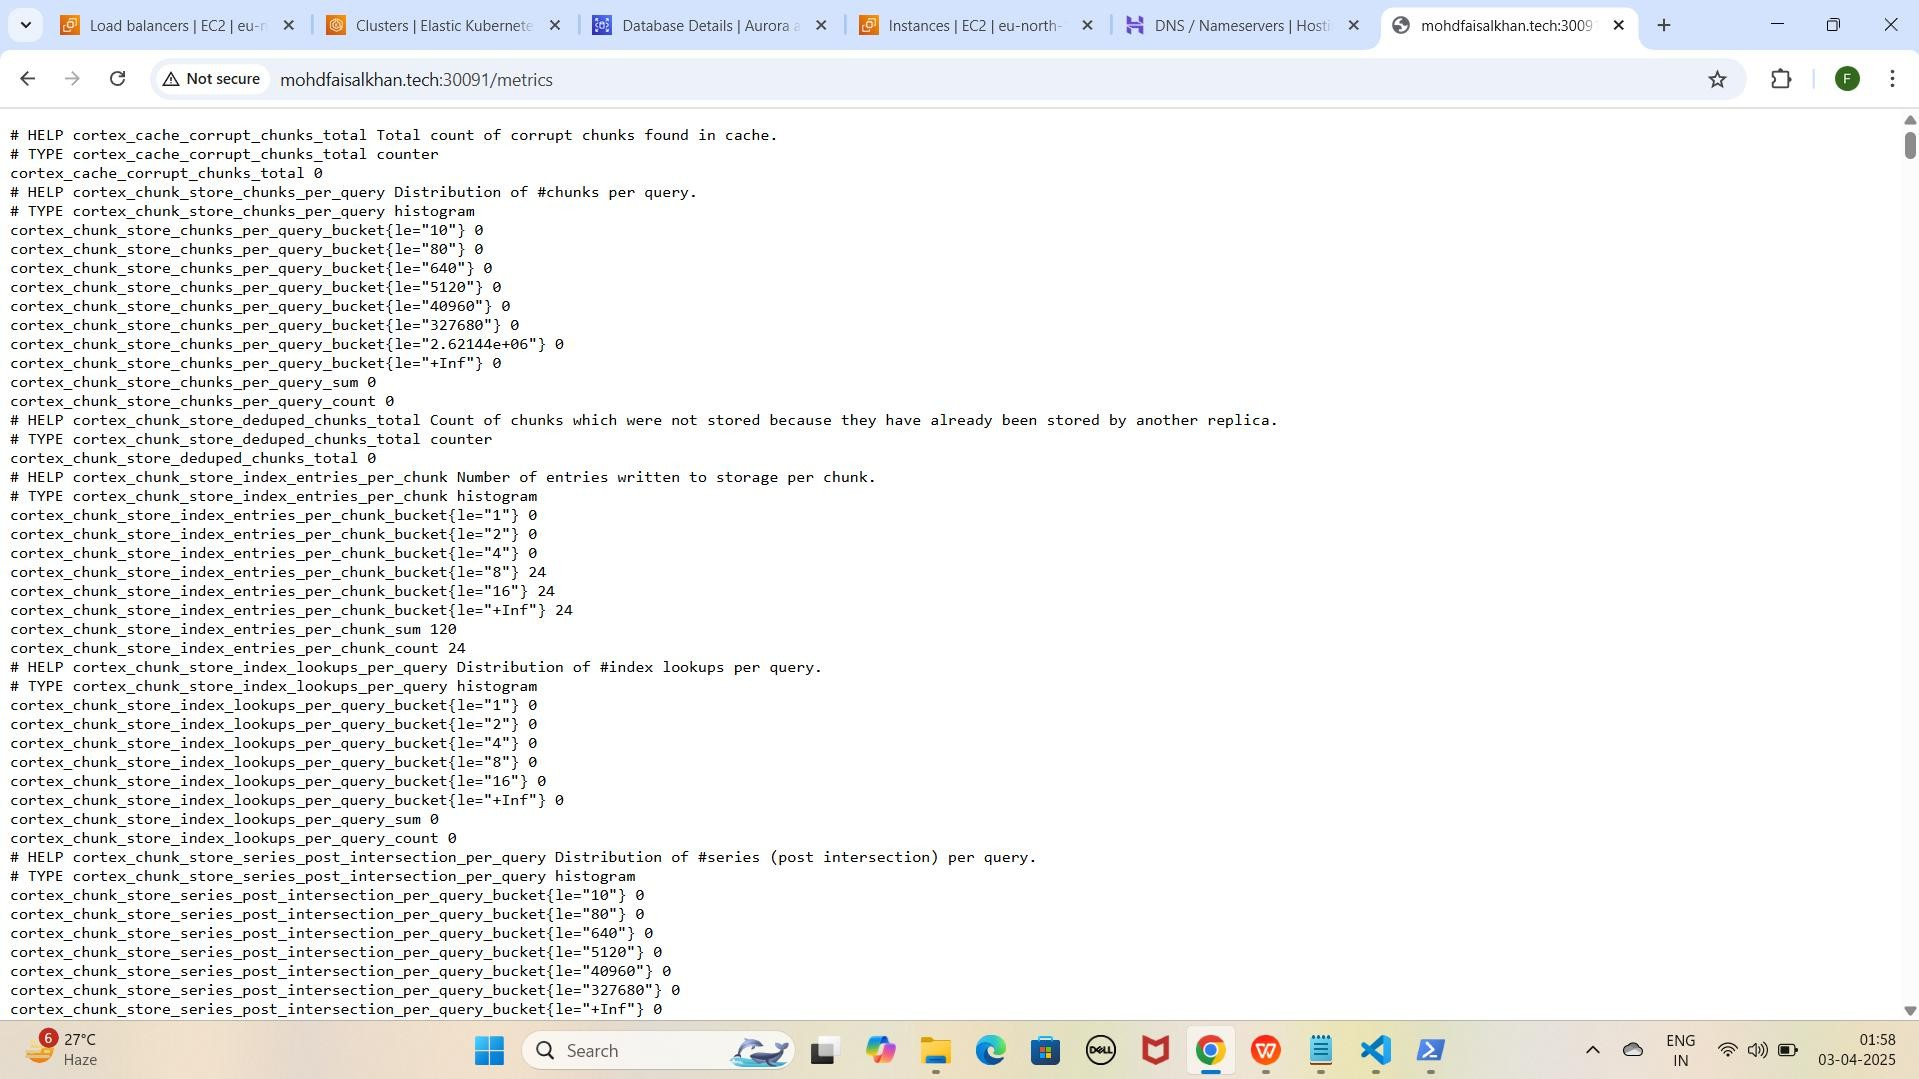 Load balancers | EC2 | eu-n
Clusters | Elastic Kubernete
Database Details | Aurora a
Instances | EC2 | eu-north-
DNS / Nameservers | Hosti
mohdfaisalkhan.tech:3009
Not secure
mohdfaisalkhan.tech:30091/metrics
F
# HELP cortex_cache_corrupt_chunks_total Total count of corrupt chunks found in cache.
# TYPE cortex_cache_corrupt_chunks_total counter
cortex_cache_corrupt_chunks_total 0
# HELP cortex_chunk_store_chunks_per_query Distribution of #chunks per query.
# TYPE cortex_chunk_store_chunks_per_query histogram
cortex_chunk_store_chunks_per_query_bucket{le="10"} 0
cortex_chunk_store_chunks_per_query_bucket{le="80"} 0
cortex_chunk_store_chunks_per_query_bucket{le="640"} 0
cortex_chunk_store_chunks_per_query_bucket{le="5120"} 0
cortex_chunk_store_chunks_per_query_bucket{le="40960"} 0
cortex_chunk_store_chunks_per_query_bucket{le="327680"} 0
cortex_chunk_store_chunks_per_query_bucket{le="2.62144e+06"} 0
cortex_chunk_store_chunks_per_query_bucket{le="+Inf"} 0
cortex_chunk_store_chunks_per_query_sum 0
cortex_chunk_store_chunks_per_query_count 0
# HELP cortex_chunk_store_deduped_chunks_total Count of chunks which were not stored because they have already been stored by another replica.
# TYPE cortex_chunk_store_deduped_chunks_total counter
cortex_chunk_store_deduped_chunks_total 0
# HELP cortex_chunk_store_index_entries_per_chunk Number of entries written to storage per chunk.
# TYPE cortex_chunk_store_index_entries_per_chunk histogram
cortex_chunk_store_index_entries_per_chunk_bucket{le="1"} 0
cortex_chunk_store_index_entries_per_chunk_bucket{le="2"} 0
cortex_chunk_store_index_entries_per_chunk_bucket{le="4"} 0
cortex_chunk_store_index_entries_per_chunk_bucket{le="8"} 24
cortex_chunk_store_index_entries_per_chunk_bucket{le="16"} 24
cortex_chunk_store_index_entries_per_chunk_bucket{le="+Inf"} 24
cortex_chunk_store_index_entries_per_chunk_sum 120
cortex_chunk_store_index_entries_per_chunk_count 24
# HELP cortex_chunk_store_index_lookups_per_query Distribution of #index lookups per query.
# TYPE cortex_chunk_store_index_lookups_per_query histogram
cortex_chunk_store_index_lookups_per_query_bucket{le="1"} 0
cortex_chunk_store_index_lookups_per_query_bucket{le="2"} 0
cortex_chunk_store_index_lookups_per_query_bucket{le="4"} 0
cortex_chunk_store_index_lookups_per_query_bucket{le="8"} 0
cortex_chunk_store_index_lookups_per_query_bucket{le="16"} 0
cortex_chunk_store_index_lookups_per_query_bucket{le="+Inf"} 0
cortex_chunk_store_index_lookups_per_query_sum 0
cortex_chunk_store_index_lookups_per_query_count 0
# HELP cortex_chunk_store_series_post_intersection_per_query Distribution of #series (post intersection) per query.
# TYPE cortex_chunk_store_series_post_intersection_per_query histogram
cortex_chunk_store_series_post_intersection_per_query_bucket{le="10"} 0
cortex_chunk_store_series_post_intersection_per_query_bucket{le="80"} 0
cortex_chunk_store_series_post_intersection_per_query_bucket{le="640"} 0
cortex_chunk_store_series_post_intersection_per_query_bucket{le="5120"} 0
cortex_chunk_store_series_post_intersection_per_query_bucket{le="40960"} 0
cortex_chunk_store_series_post_intersection_per_query_bucket{le="327680"} 0
cortex_chunk_store_series_post_intersection_per_query_bucket{le="+Inf"} 0
6
27°C
Haze
Search
DELL
ENG
IN
01:58
03-04-2025